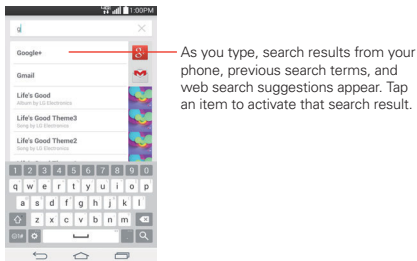 1:00PM
g
Google+
Gmail
Life's Good
Album by LG Electronics
Life's Good Theme3
Song by LG Electronics
Life's Good Theme2
Song by LG Electronics
As you type, search results from your
phone, previous search terms, and
web search suggestions appear. Tap
an item to activate that search result.
1 2 3 4 5 6 7 8 9 0
q w e r t y u i o p
a s d f g h j k l
z x c v b n m